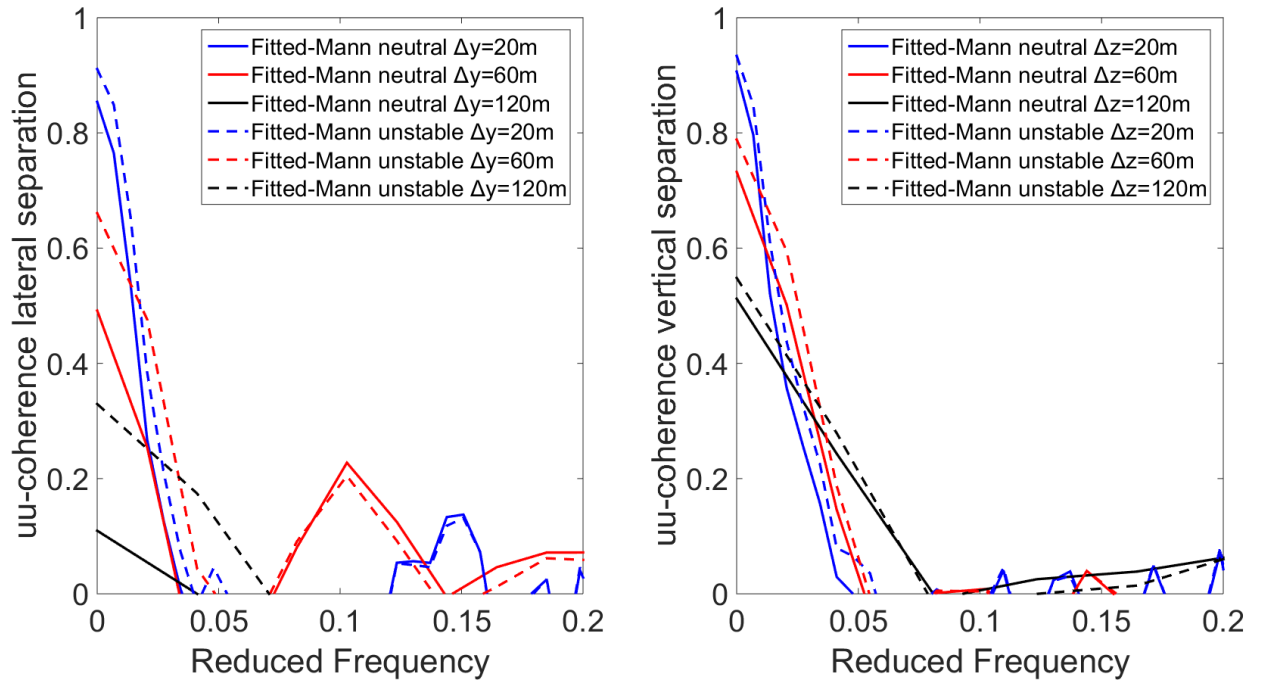 uu-coherence lateral separation
1
0.8
0.6
0.4
0.2
0
Fitted-Mann neutral Δy=20m
Fitted-Mann neutral Δy=60m
Fitted-Mann neutral Δy=120m
Fitted-Mann unstable Δy=20m
Fitted-Mann unstable Δy=60m
Fitted-Mann unstable Δy=120m
0 0.05 0.1 0.15 0.2
Reduced Frequency
uu-coherence vertical separation
1
0.8
0.6
0.4
0.2
0
Fitted-Mann neutral Δz=20m
Fitted-Mann neutral Δz=60m
Fitted-Mann neutral Δz=120m
Fitted-Mann unstable Δz=20m
Fitted-Mann unstable Δz=60m
Fitted-Mann unstable Δz=120m
0 0.05 0.1 0.15 0.2
Reduced Frequency